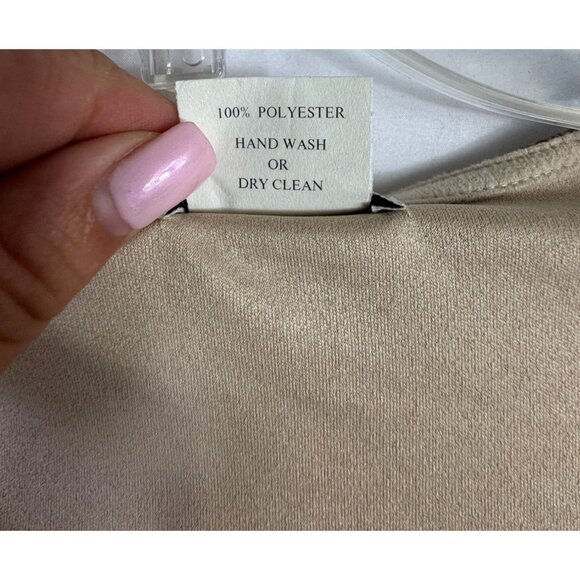 100% POLYESTER
HAND WASH
OR
DRY CLEAN